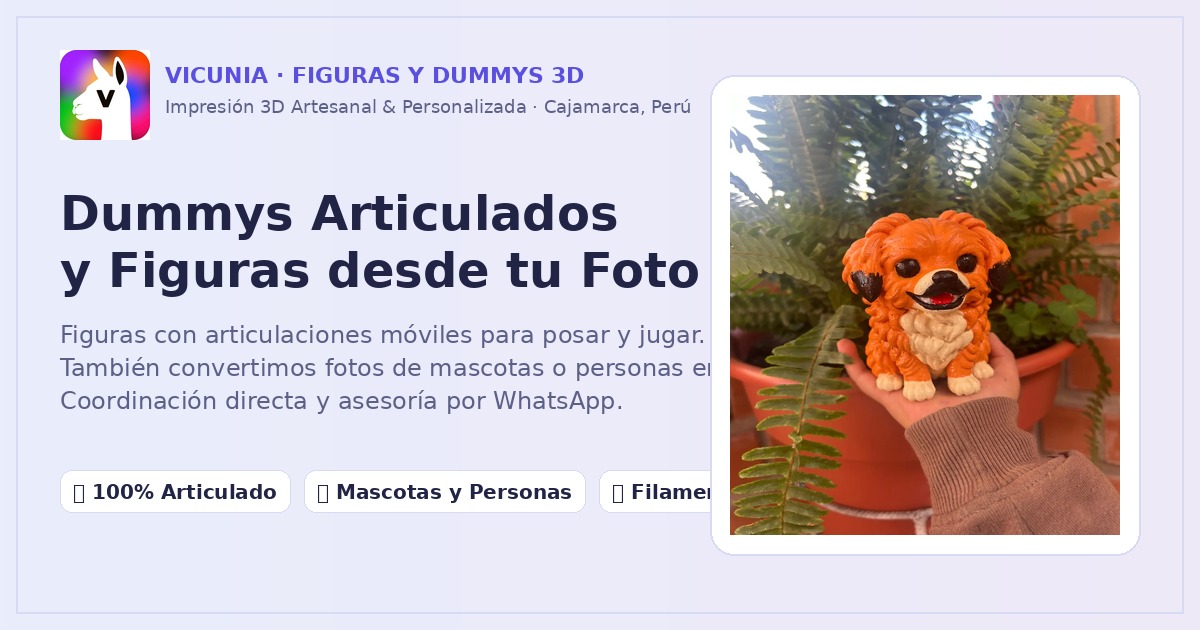 V
VICUNIA · FIGURAS Y DUMMYS 3D
Impresión 3D Artesanal & Personalizada · Cajamarca, Perú
Dummys Articulados
y Figuras desde tu Foto
Figuras con articulaciones móviles para posar y jugar.
También convertimos fotos de mascotas o personas
Coordinación directa y asesoría por WhatsApp.
100% Articulado
Mascotas y Personas